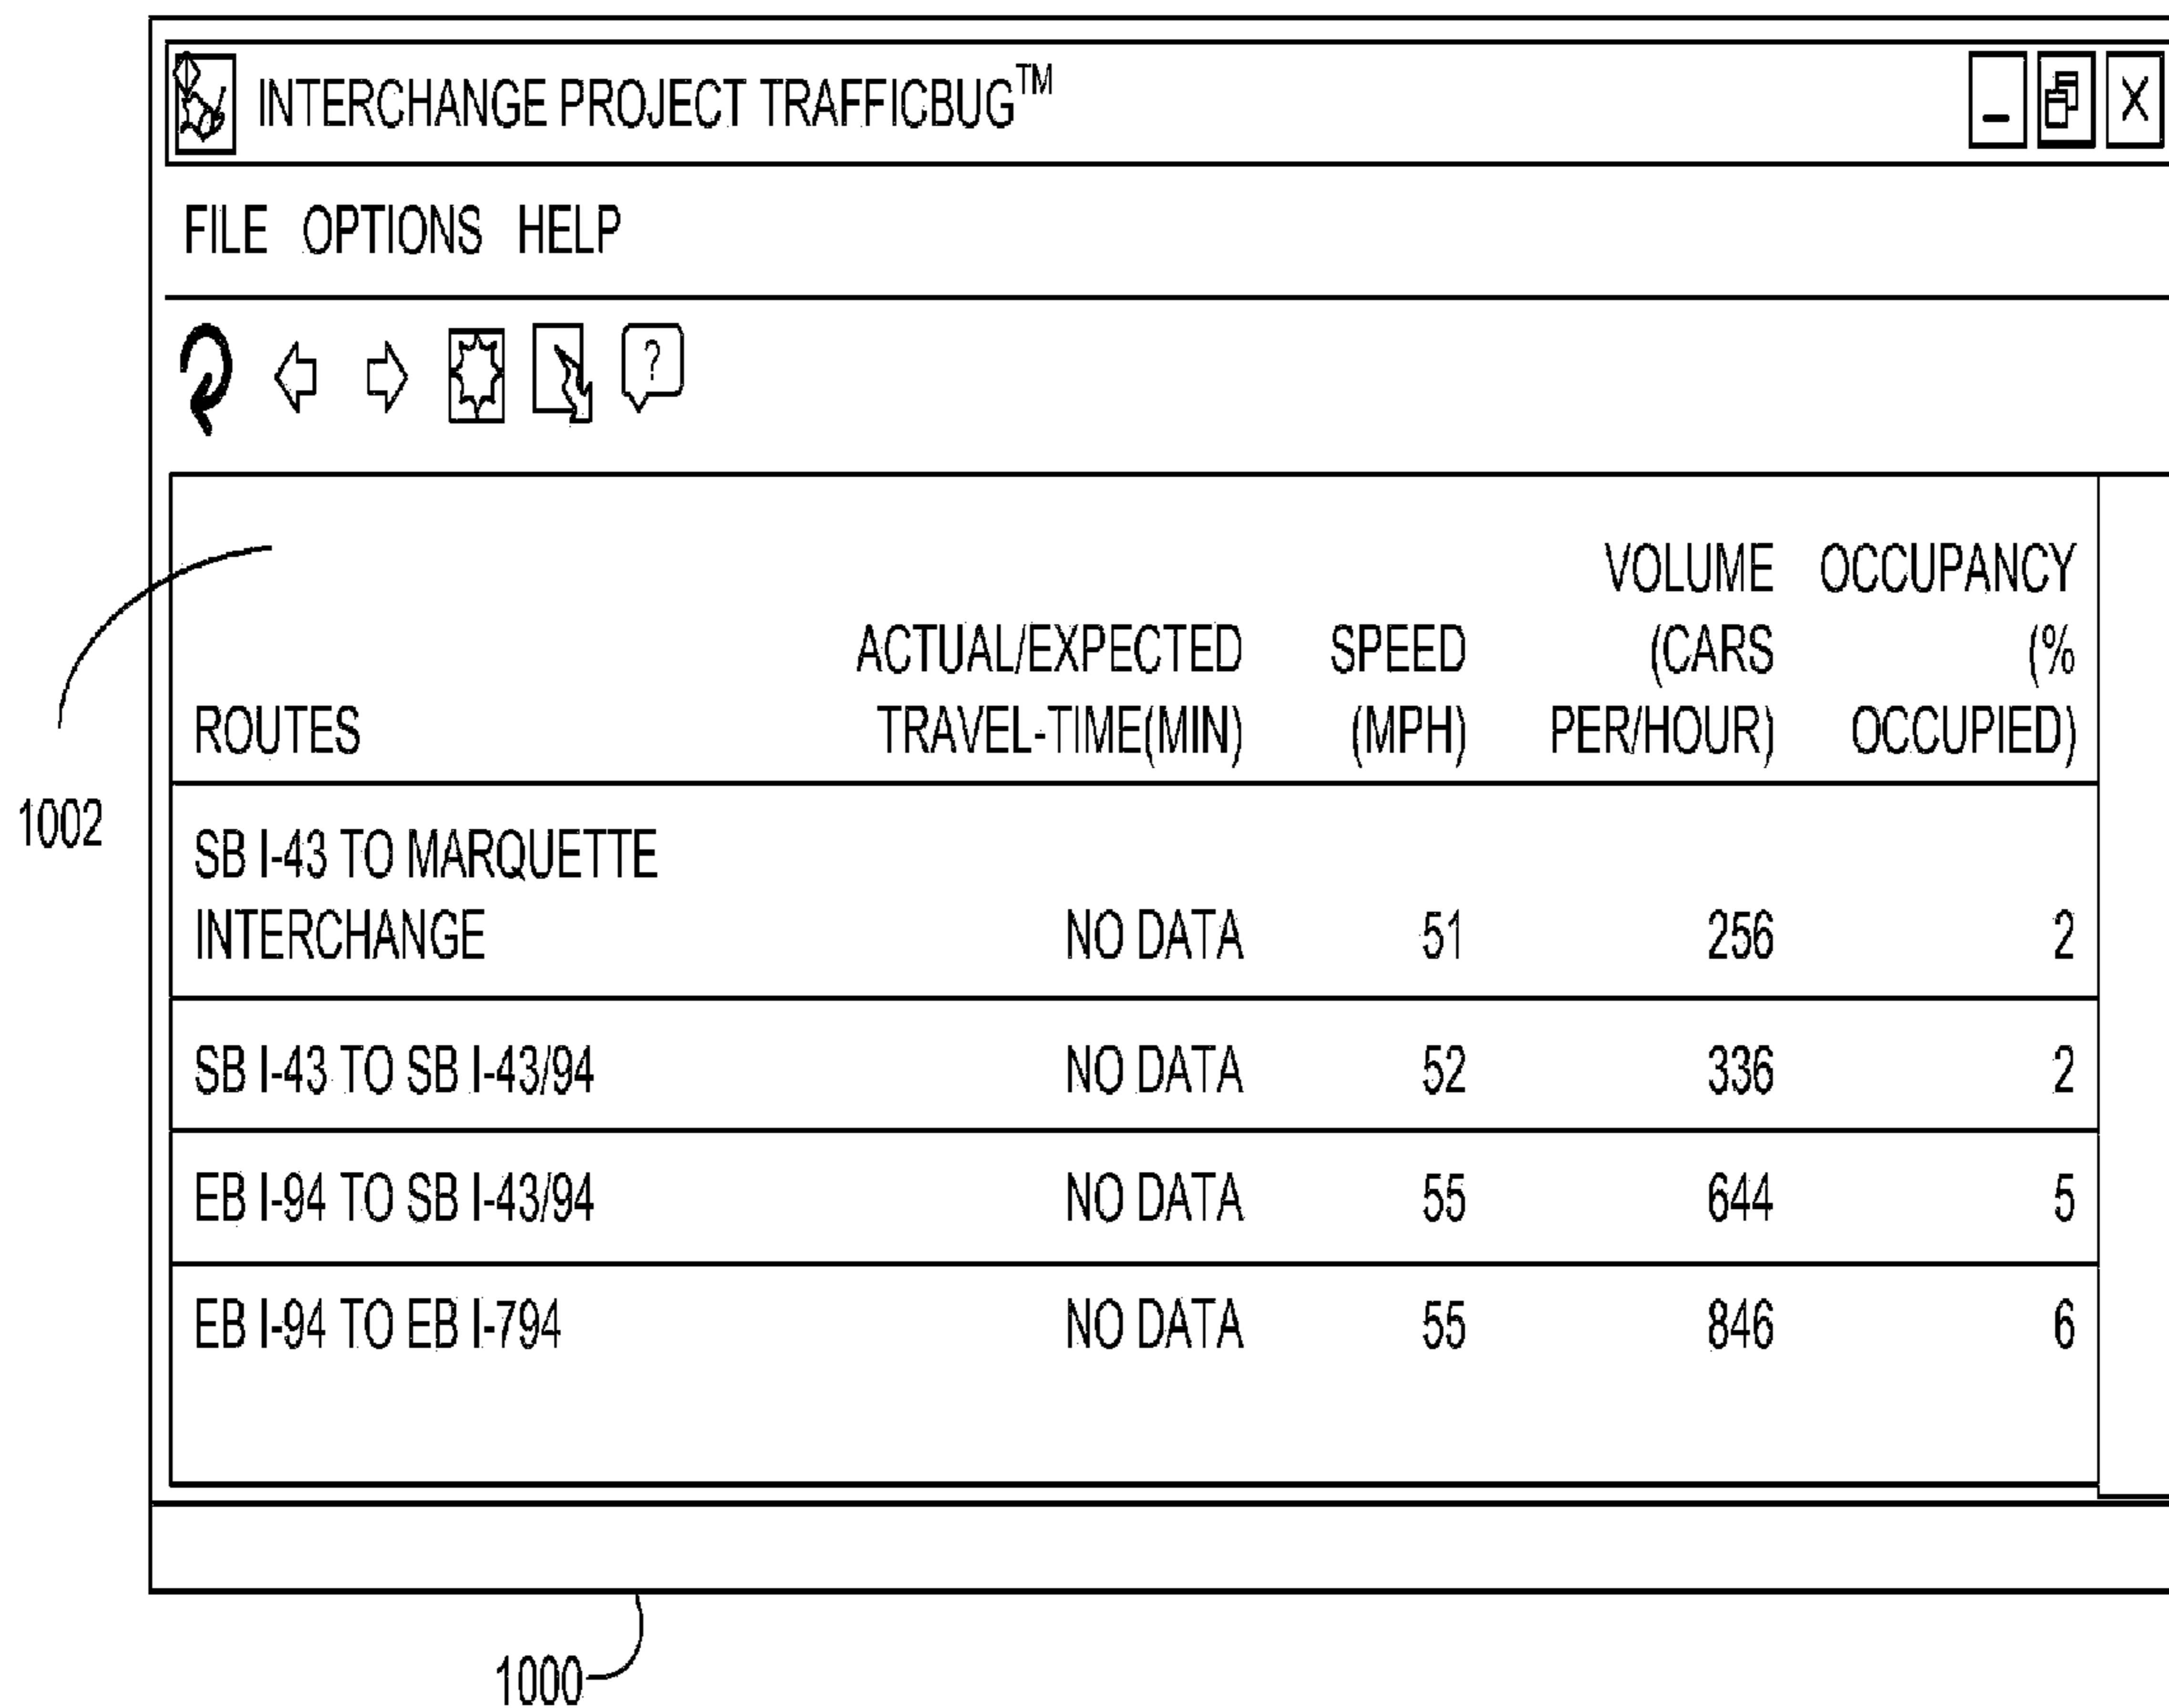 INTERCHANGE PROJECT TRAFFICBUG™
FILE OPTIONS HELP
?
VOLUME OCCUPANCY
ACTUAL/EXPECTED SPEED (CARS (%
ROUTES TRAVEL-TIME(MIN) (MPH) PER/HOUR) OCCUPIED)
1002
SB I-43 TO MARQUETTE
INTERCHANGE NO DATA 51 256 2
SB I-43 TO SB I-43/94 NO DATA 52 336 2
EB I-94 TO SB I-43/94 NO DATA 55 644 5
EB I-94 TO EB I-794 NO DATA 55 846 6
1000